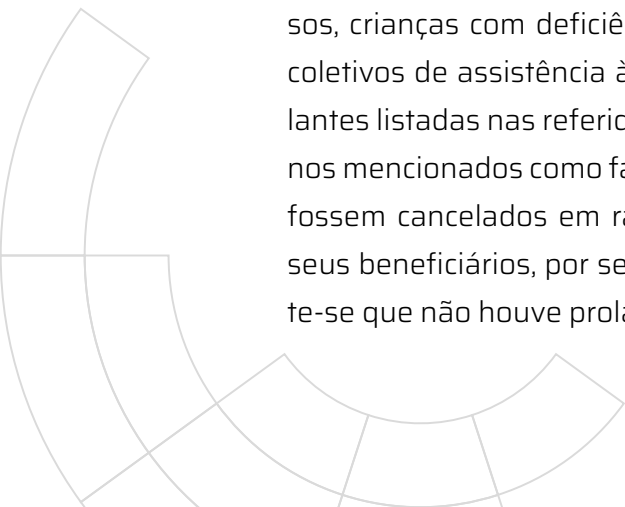 sos, crianças com deficiê
coletivos de assistência à
lantes listadas nas referid
nos mencionados como fa
fossem cancelados em ra
seus beneficiários, por se
te-se que não houve prola